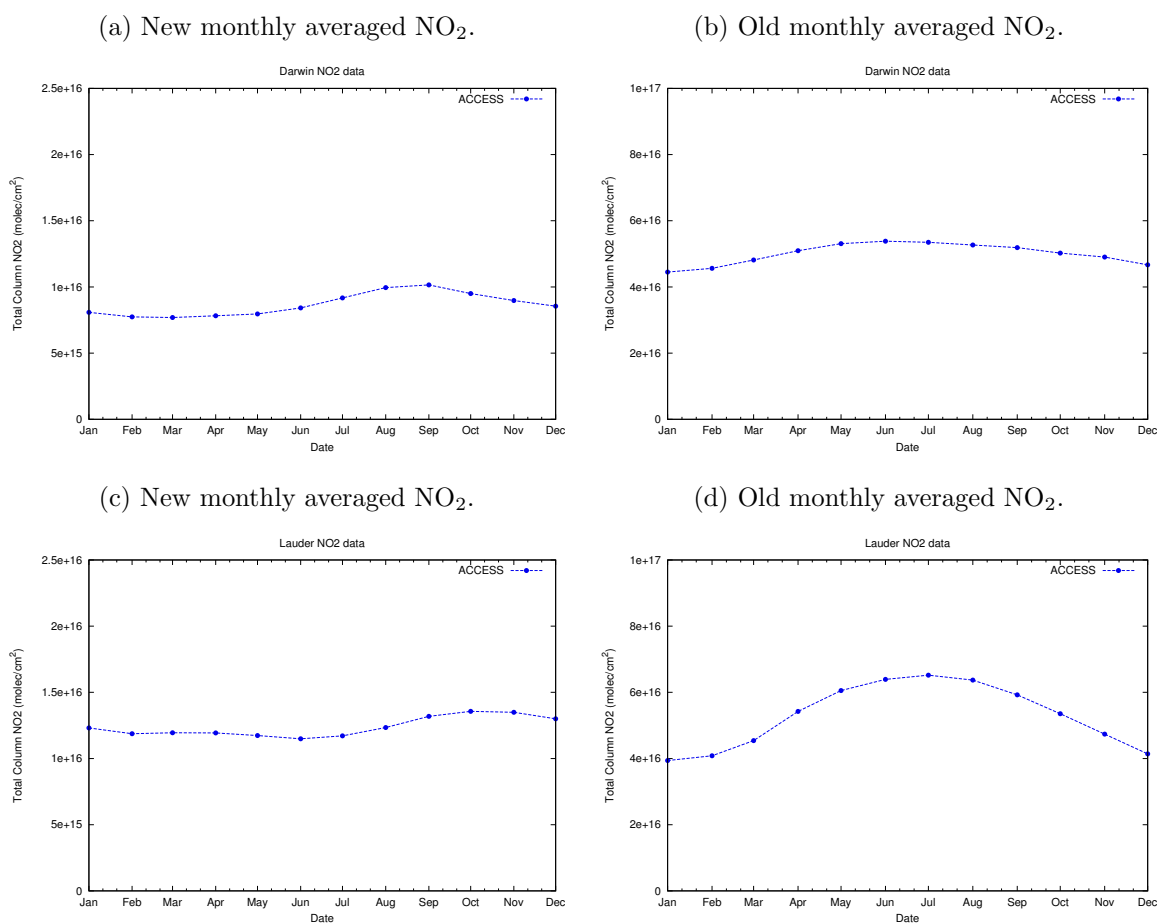 (a) New monthly averaged NO₂.
Darwin NO2 data
2.5e+16
2e+16
1.5e+16
1e+16
5e+15
0
Total Column NO2 (molec/cm²)
ACCESS
Jan Feb Mar Apr May Jun Jul Aug Sep Oct Nov Dec
Date
(b) Old monthly averaged NO₂.
Darwin NO2 data
1e+17
8e+16
6e+16
4e+16
2e+16
0
Total Column NO2 (molec/cm²)
ACCESS
Jan Feb Mar Apr May Jun Jul Aug Sep Oct Nov Dec
Date
(c) New monthly averaged NO₂.
Lauder NO2 data
2.5e+16
2e+16
1.5e+16
1e+16
5e+15
0
Total Column NO2 (molec/cm²)
ACCESS
Jan Feb Mar Apr May Jun Jul Aug Sep Oct Nov Dec
Date
(d) Old monthly averaged NO₂.
Lauder NO2 data
1e+17
8e+16
6e+16
4e+16
2e+16
0
Total Column NO2 (molec/cm²)
ACCESS
Jan Feb Mar Apr May Jun Jul Aug Sep Oct Nov Dec
Date